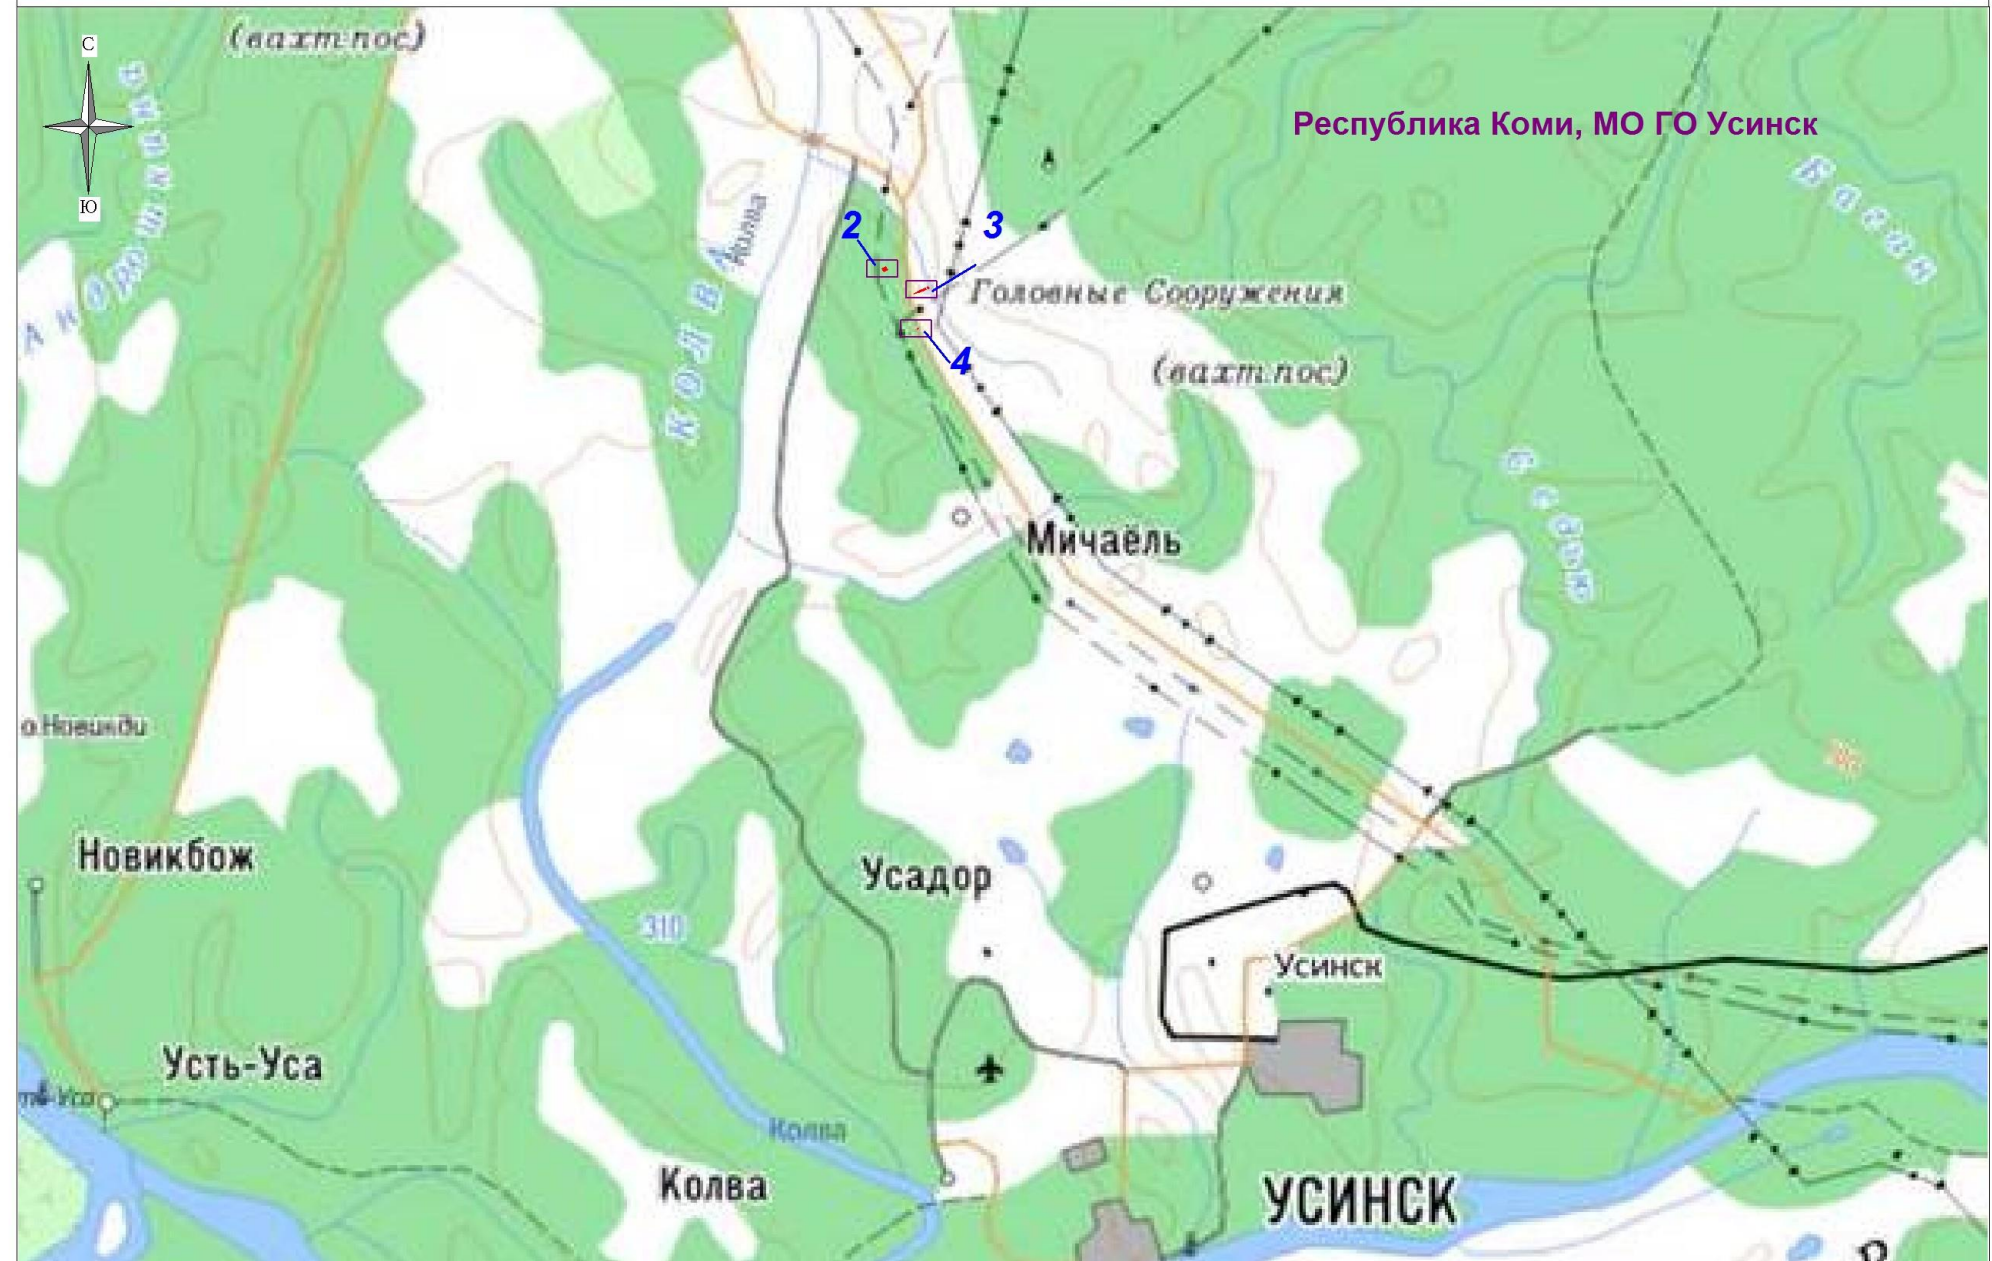 (вахт.пос)
С
Республика Коми, МО ГО Усинск
Ю
Колва
2
3
КОЛВА
Головные Сооружения
4
(вахт.пос)
Мичаёль
о.Новикди
Новикбож
Усадор
310
Усинск
Усть-Уса
Колва
Колва
УСИНСК